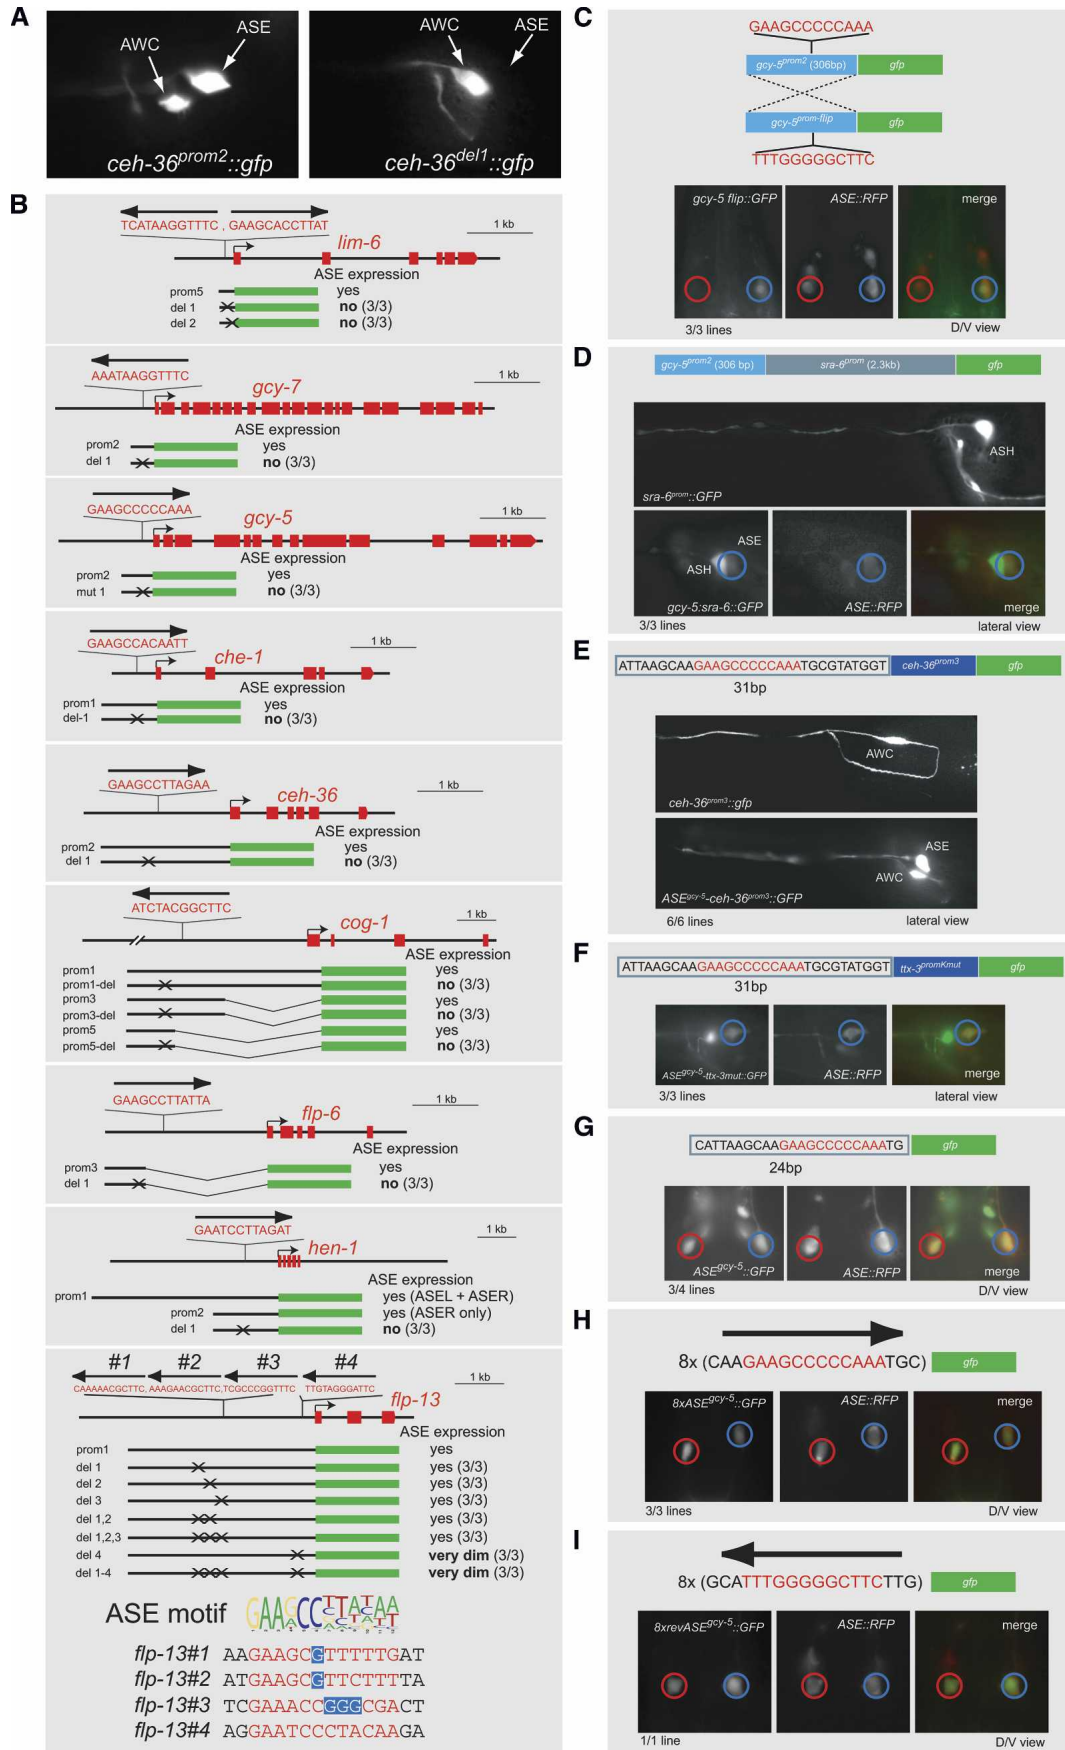 A
AWC
ASE
ceh-36prom2::gfp
AWC
ASE
ceh-36del1::gfp
B
TCATAAGGTTTC , GAAGCACCTTAT
1 kb
lim-6
ASE expression
prom5 yes
del 1 no (3/3)
del 2 no (3/3)
AAATAAGGTTTC
1 kb
gcy-7
ASE expression
prom2 yes
del 1 no (3/3)
GAAGCCCCCAAA
1 kb
gcy-5
ASE expression
prom2 yes
mut 1 no (3/3)
GAAGCCACAATT
1 kb
che-1
ASE expression
prom1 yes
del-1 no (3/3)
GAAGCCTTAGAA
1 kb
ceh-36
ASE expression
prom2 yes
del 1 no (3/3)
ATCTACGGCTTC
1 kb
cog-1
ASE expression
prom1 yes
prom1-del no (3/3)
prom3 yes
prom3-del no (3/3)
prom5 yes
prom5-del no (3/3)
GAAGCCTTATTA
1 kb
flp-6
ASE expression
prom3 yes
del 1 no (3/3)
GAATCCTTAGAT
1 kb
hen-1
ASE expression
prom1 yes (ASEL + ASER)
prom2 yes (ASER only)
del 1 no (3/3)
#1 #2 #3 #4
CAAAAACGCTTC, AAAGAACGCTTC, TCGCCCGGTTTC TTGTAGGGATTC
1 kb
flp-13
ASE expression
prom1 yes
del 1 yes (3/3)
del 2 yes (3/3)
del 3 yes (3/3)
del 1,2 yes (3/3)
del 1,2,3 yes (3/3)
del 4 very dim (3/3)
del 1-4 very dim (3/3)
ASE motif
flp-13#1 AAGAAGCGTTTTTGAT
flp-13#2 ATGAAGCGTTCTTTTA
flp-13#3 TCGAAACCGGGCGACT
flp-13#4 AGGAATCCCTACAAGA
C
GAAGCCCCCAAA
gcy-5prom2 (306bp) gfp
gcy-5prom-flip gfp
TTTGGGGGCTTC
gcy-5 flip::GFP
ASE::RFP
merge
3/3 lines
D/V view
D
gcy-5prom2 (306 bp) sra-6prom (2.3kb) gfp
ASH
sra-6prom::GFP
ASE
ASH
gcy-5:sra-6::GFP
ASE::RFP
merge
3/3 lines
lateral view
E
ATTAAGCAAGAAGCCCCCAAATGCGTATGGT ceh-36prom3 gfp
31bp
AWC
ceh-36prom3::gfp
ASE
AWC
ASEgcy-5-ceh-36prom3::GFP
6/6 lines
lateral view
F
ATTAAGCAAGAAGCCCCCAAATGCGTATGGT ttx-3promKmut gfp
31bp
ASEgcy-5-ttx-3mut::GFP
ASE::RFP
merge
3/3 lines
lateral view
G
CATTAAGCAAGAAGCCCCCAAATG gfp
24bp
ASEgcy-5::GFP
ASE::RFP
merge
3/4 lines
D/V view
H
8x (CAAGAAGCCCCCAAATGC) gfp
8xASEgcy-5::GFP
ASE::RFP
merge
3/3 lines
D/V view
I
8x (GCATTTGGGGGCTTCTTG) gfp
8xrevASEgcy-5::GFP
ASE::RFP
merge
1/1 line
D/V view